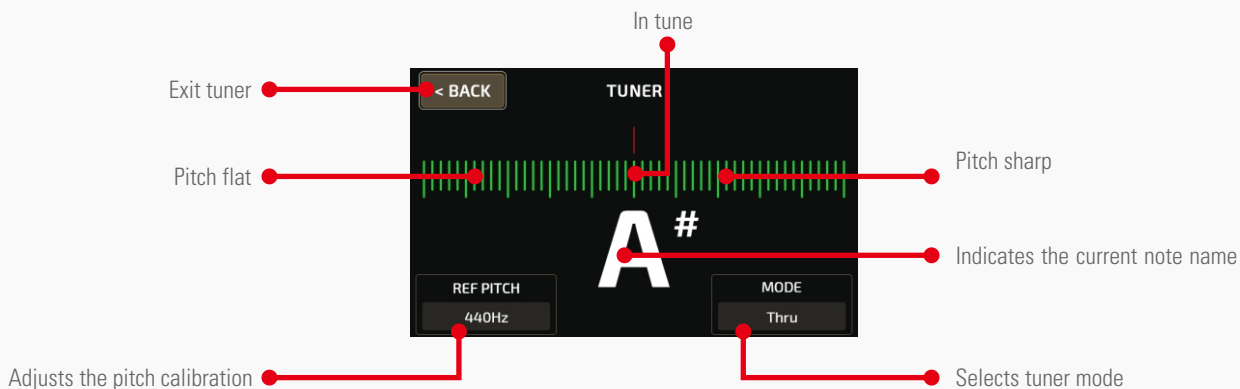 In tune
Exit tuner
< BACK
TUNER
Pitch flat
Pitch sharp
A#
Indicates the current note name
REF PITCH
MODE
440Hz
Thru
Adjusts the pitch calibration
Selects tuner mode